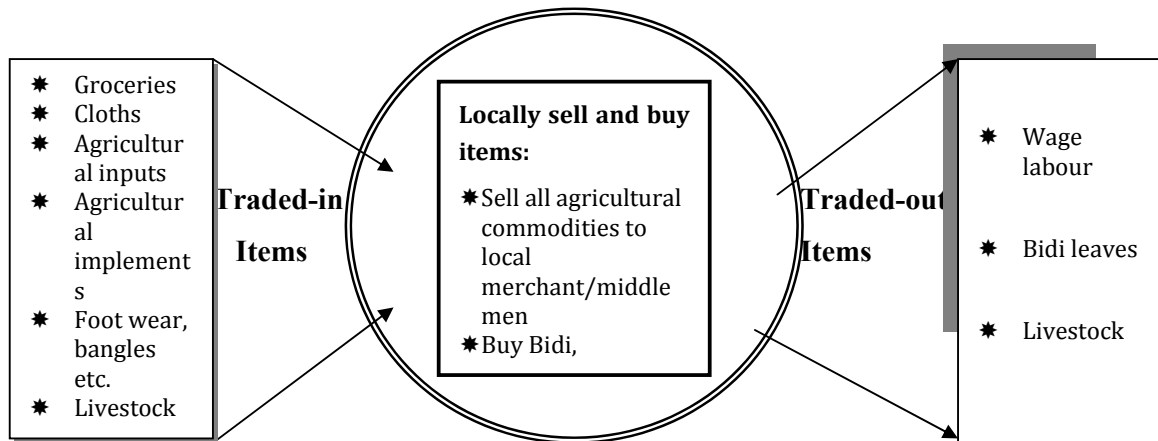 ✷ Groceries
✷ Cloths
✷ Agricultur
al inputs
✷ Agricultur
al
implement
s
✷ Foot wear,
bangles
etc.
✷ Livestock
Traded-in
Items
Locally sell and buy
items:
✷ Sell all agricultural
commodities to
local
merchant/middle
men
✷ Buy Bidi,
Traded-out
Items
✷ Wage
labour
✷ Bidi leaves
✷ Livestock